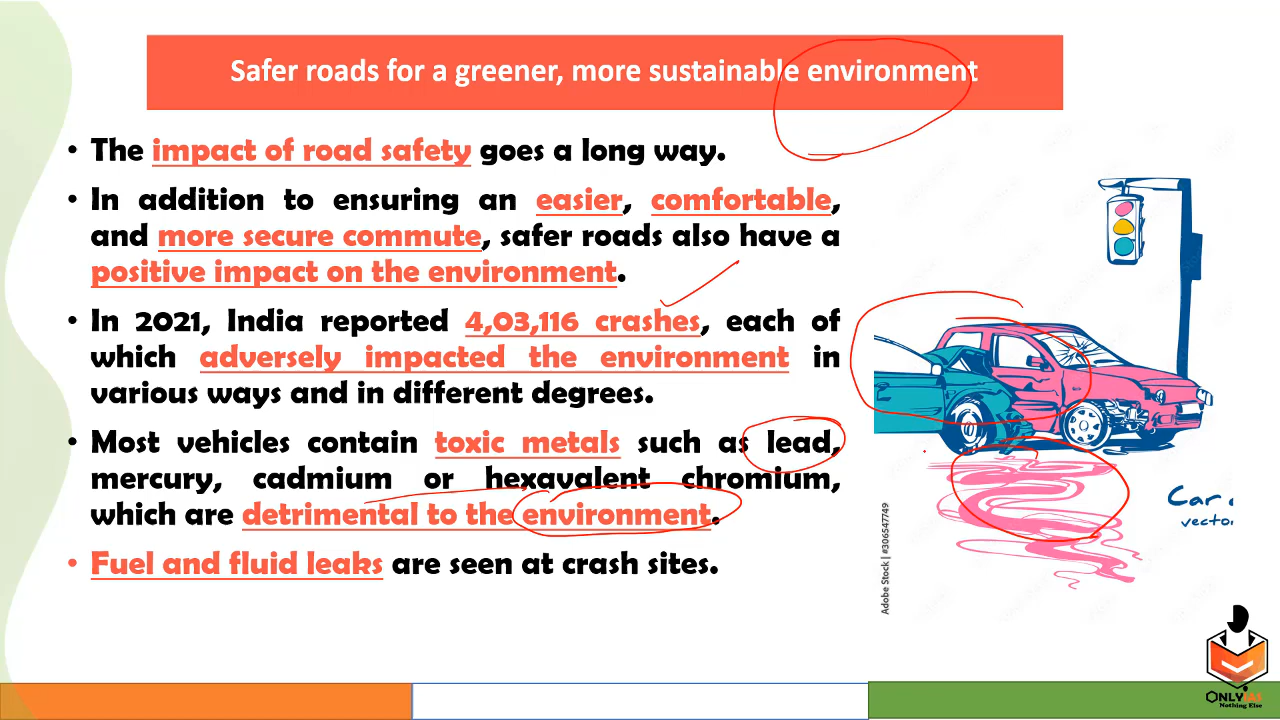 Safer roads for a greener, more sustainable environment
• The impact of road safety goes a long way.
• In addition to ensuring an easier, comfortable,
and more secure commute, safer roads also have a
positive impact on the environment.
• In 2021, India reported 4,03,116 crashes, each of
which adversely impacted the environment in
various ways and in different degrees.
• Most vehicles contain toxic metals such as lead,
mercury, cadmium or hexavalent chromium,
which are detrimental to the environment.
• Fuel and fluid leaks are seen at crash sites.
Adobe Stock | #306547749
Car
vecto
ONLYIAS
Nothing Else